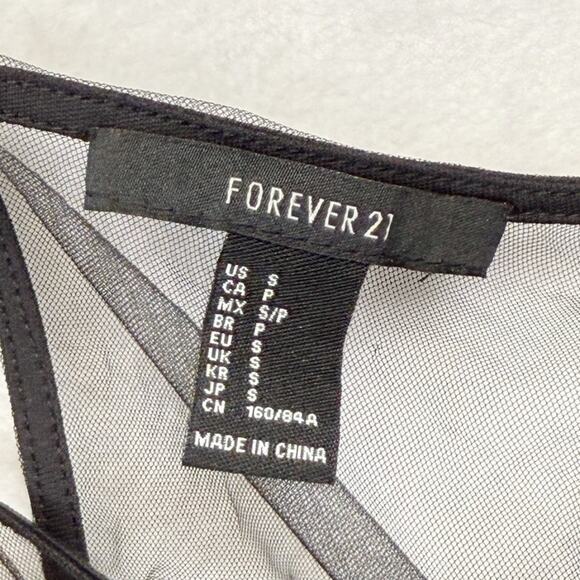 FOREVER 21
US S
CA P
MX S/P
BR P
EU S
UK S
KR S
JP S
CN 160/84A
MADE IN CHINA